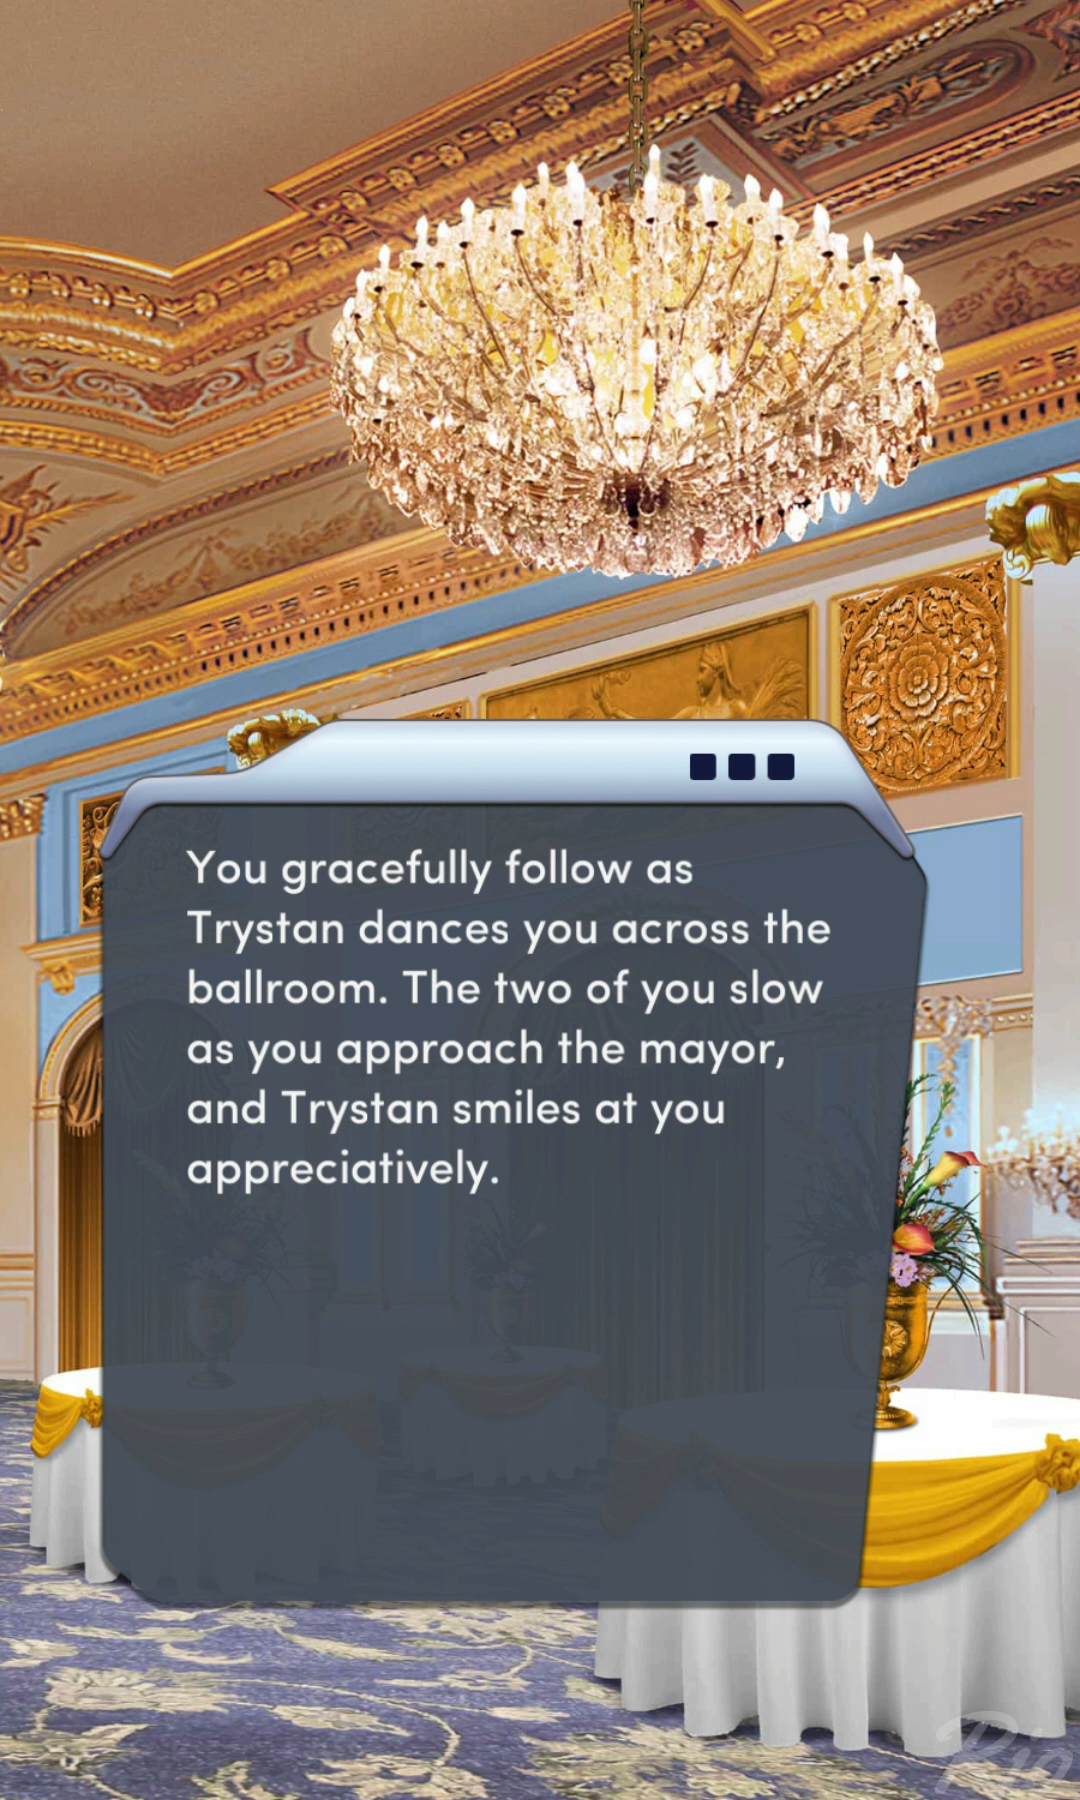 You gracefully follow as
Trystan dances you across the
ballroom. The two of you slow
as you approach the mayor,
and Trystan smiles at you
appreciatively.
Rio